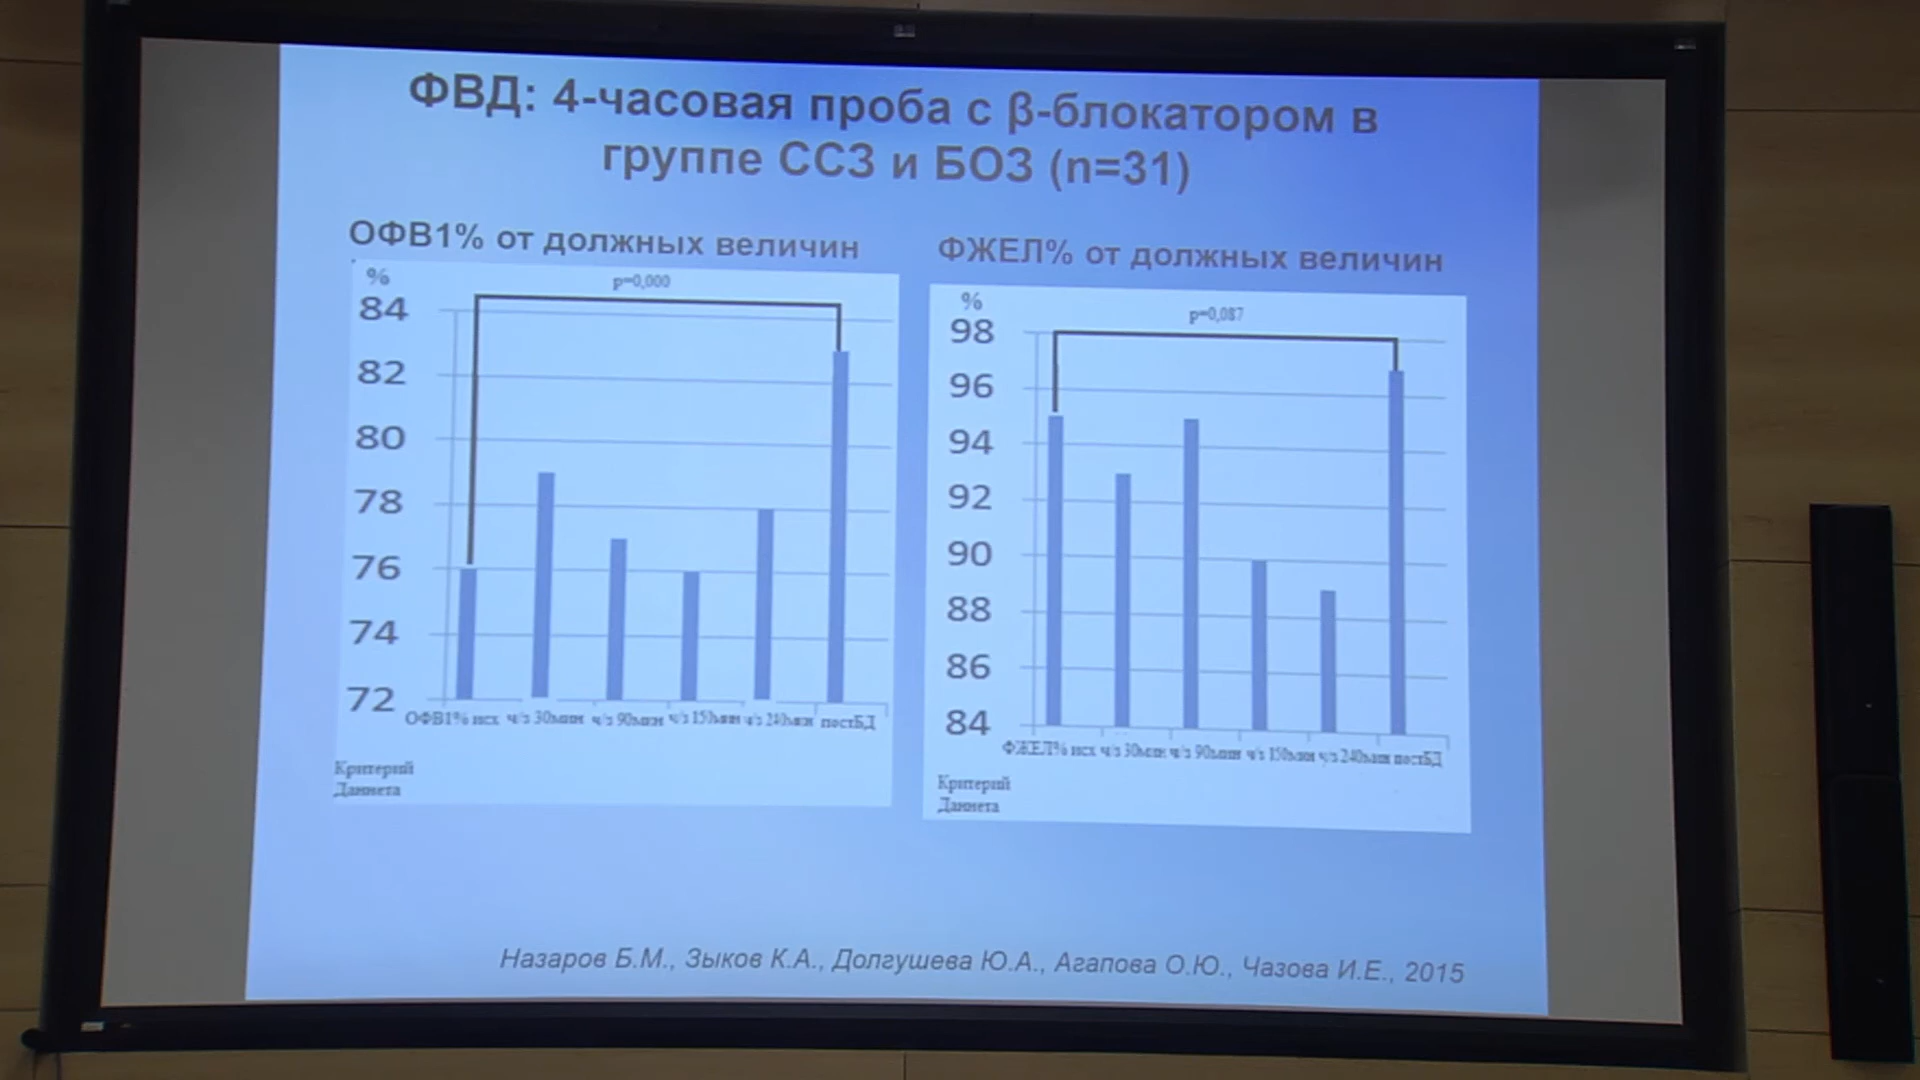 ФВД: 4-часовая проба с β-блокатором в
группе ССЗ и БОЗ (n=31)
ОФВ1% от должных величин
%
p=0,000
84
82
80
78
76
74
72
ОФВ1% исх ч/з 30мин ч/з 90мин ч/з 150мин ч/з 240мин постБД
Критерий
Даннета
ФЖЕЛ% от должных величин
%
p=0,087
98
96
94
92
90
88
86
84
ФЖЕЛ% исх ч/з 30мин ч/з 90мин ч/з 150мин ч/з 240мин постБД
Критерий
Даннета
Назаров Б.М., Зыков К.А., Долгушева Ю.А., Агапова О.Ю., Чазова И.Е., 2015